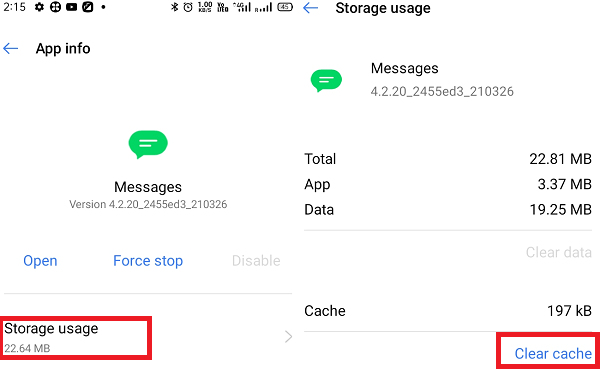 2:15
1.00 KB/S
45
App info
Messages
Version 4.2.20_2455ed3_210326
Open Force stop Disable
Storage usage
22.64 MB
Storage usage
Messages
4.2.20_2455ed3_210326
Total 22.81 MB
App 3.37 MB
Data 19.25 MB
Clear data
Cache 197 kB
Clear cache